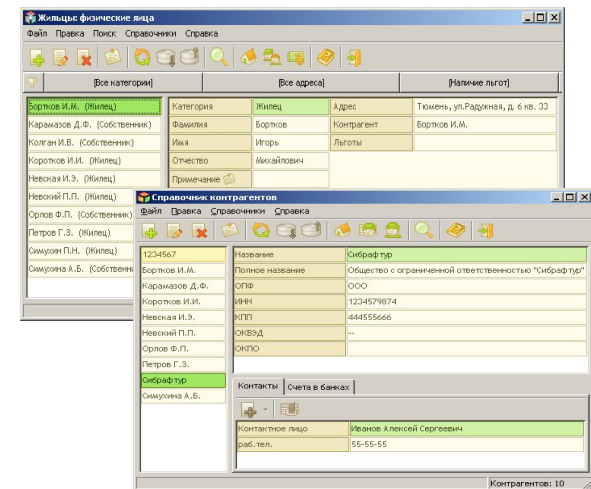 Жильцы: физические лица
Файл Правка Поиск Справочники Справка
[Все категории] [Все адреса] [Наличие льгот]
Бортков И.М. (Жилец)
Карамазов Д.Ф. (Собственник)
Колган И.В. (Собственник)
Коротков И.И. (Жилец)
Невская И.Э. (Жилец)
Невский П.П. (Жилец)
Орлов Ф.П. (Собственник)
Петров Г.З. (Жилец)
Симухин П.Н. (Жилец)
Симухина А.Б. (Собственни
Категория Жилец Адрес Тюмень, ул.Радужная, д. 6 кв. 33
Фамилия Бортков Контрагент Бортков И.М.
Имя Игорь Льготы
Отчество Михайлович
Примечание
Справочник контрагентов
Файл Правка Справочники Справка
1234567
Бортков И.М.
Карамазов Д.Ф.
Коротков И.И.
Невская И.Э.
Невский П.П.
Орлов Ф.П.
Петров Г.З.
Сибрафтур
Симухина А.Б.
Название Сибрафтур
Полное название Общество с ограниченной ответственностью "Сибрафтур"
ОПФ ООО
ИНН 1234579874
КПП 444555666
ОКВЭД --
ОКПО
Контакты Счета в банках
Контактное лицо Иванов Алексей Сергеевич
раб.тел. 55-55-55
Контрагентов: 10